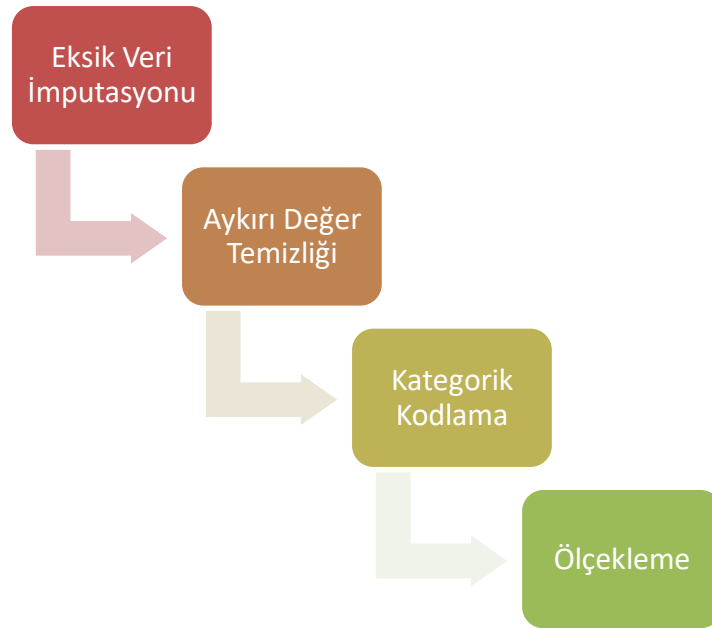 Eksik Veri
İmputasyonu
Aykırı Değer
Temizliği
Kategorik
Kodlama
Ölçekleme